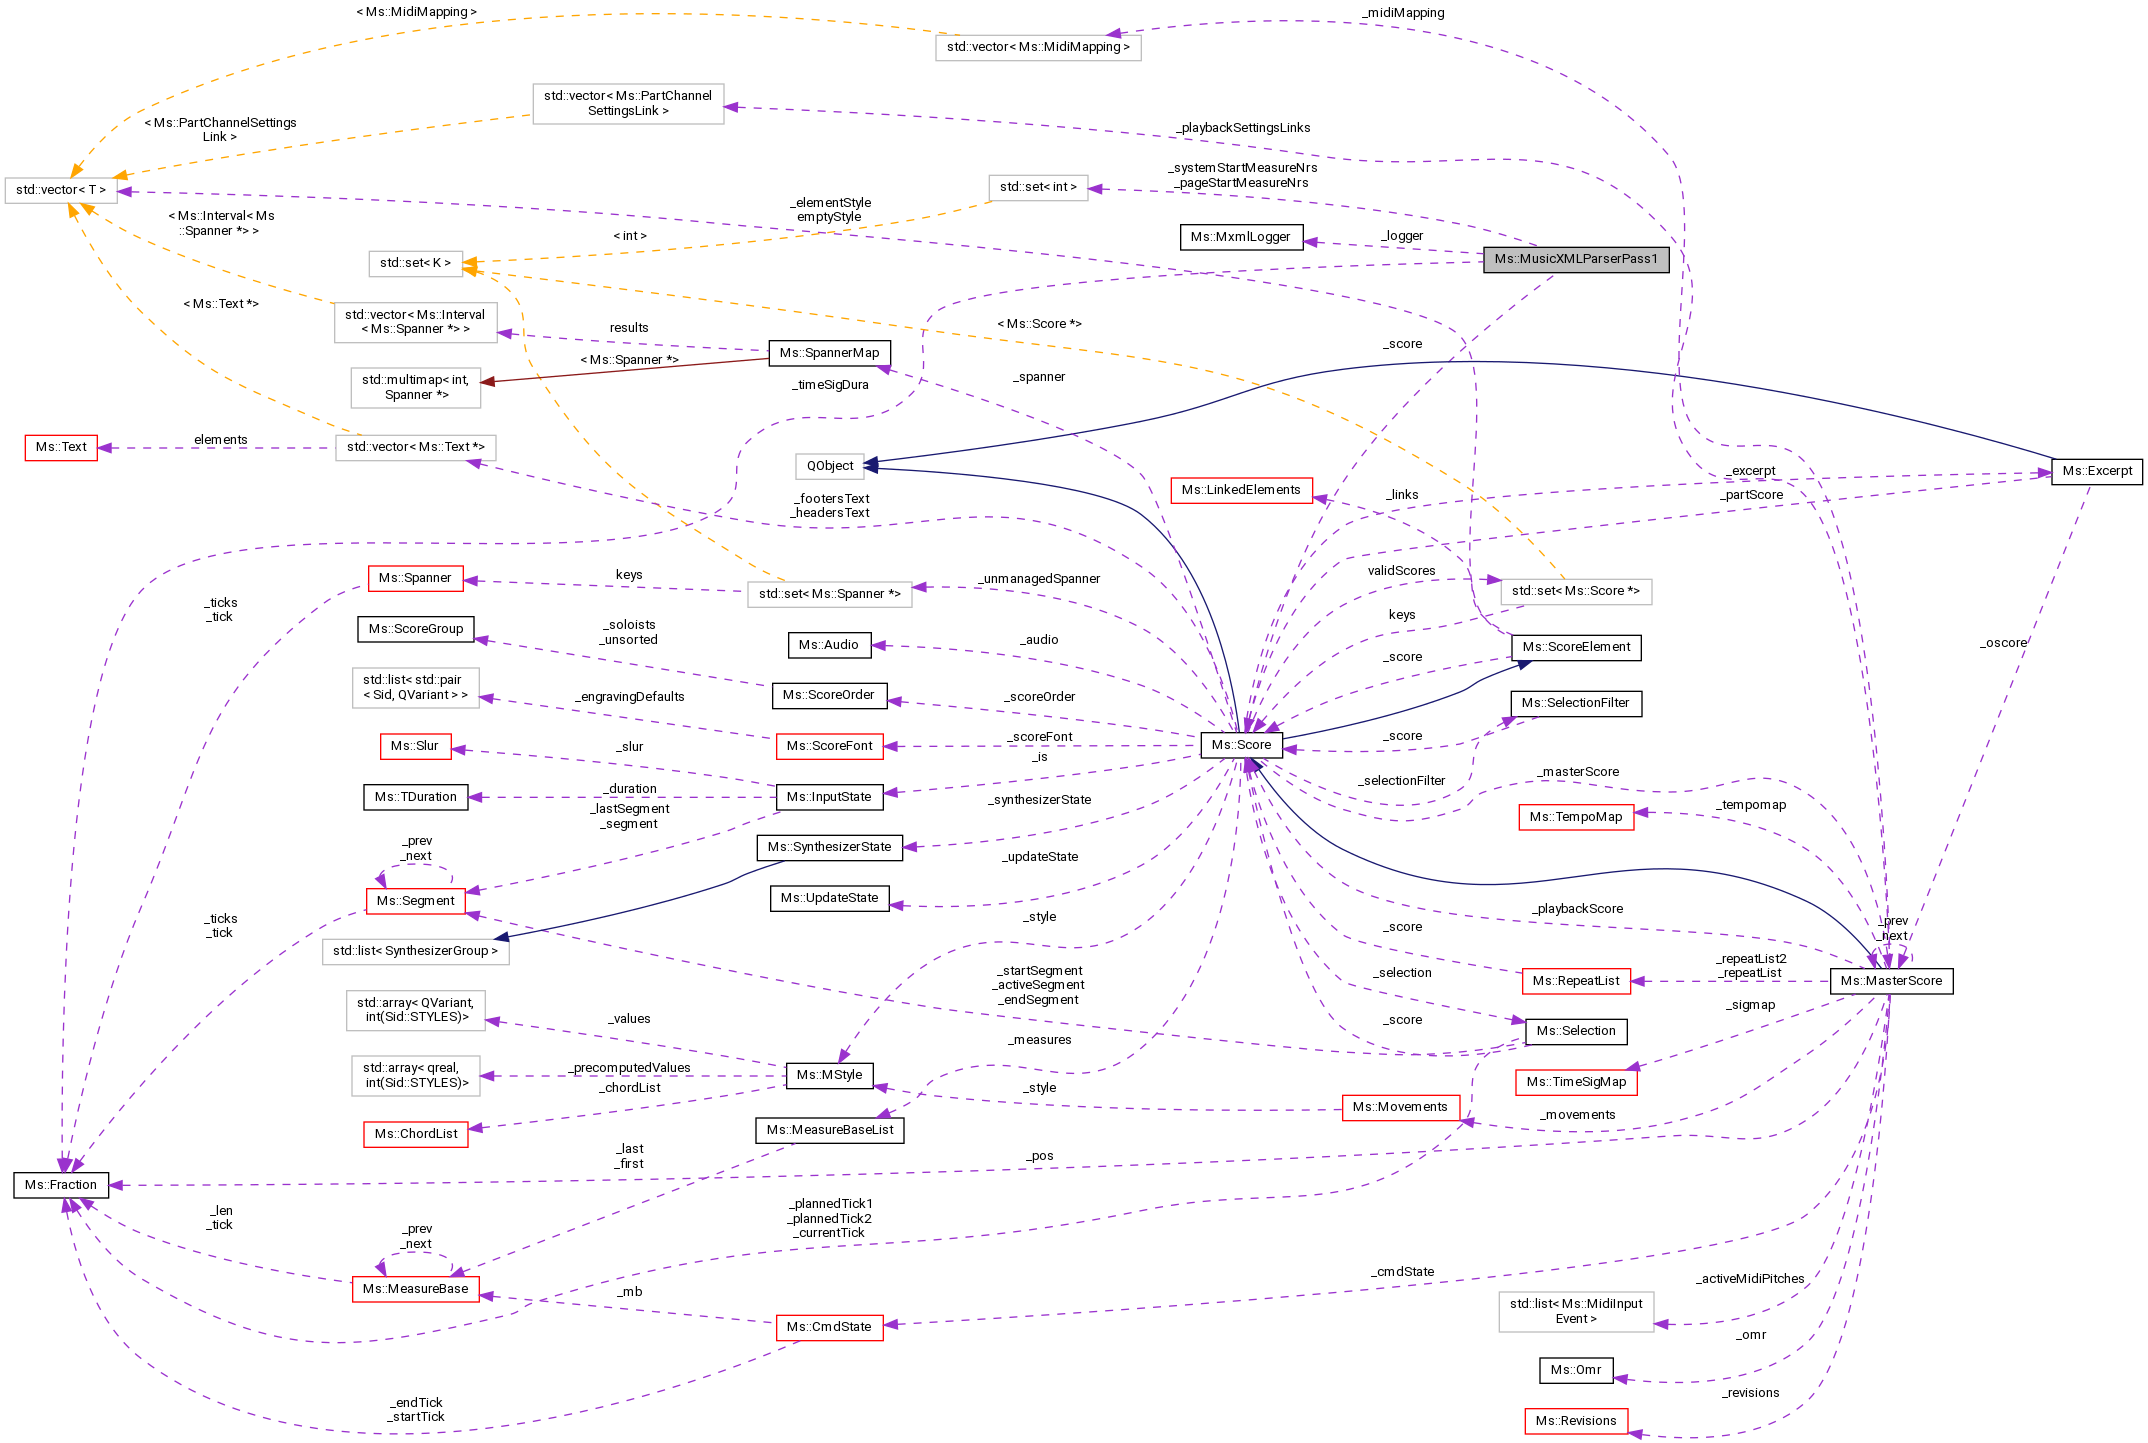 < Ms::MidiMapping >
_midiMapping
std::vector< Ms::MidiMapping >
std::vector< Ms::PartChannel
SettingsLink >
< Ms::PartChannelSettings
Link >
_playbackSettingsLinks
std::vector< T >
std::set< int >
_systemStartMeasureNrs
_pageStartMeasureNrs
_elementStyle
emptyStyle
< Ms::Interval< Ms
::Spanner *> >
< int >
Ms::MxmlLogger
_logger
Ms::MusicXMLParserPass1
std::set< K >
< Ms::Text *>
std::vector< Ms::Interval
< Ms::Spanner *> >
results
< Ms::Score *>
Ms::SpannerMap
< Ms::Spanner *>
_score
std::multimap< int,
Spanner *>
_timeSigDura
_spanner
Ms::Text
elements
std::vector< Ms::Text *>
QObject
_excerpt
Ms::Excerpt
Ms::LinkedElements
_links
_partScore
_footersText
_headersText
Ms::Spanner
keys
std::set< Ms::Spanner *>
_unmanagedSpanner
validScores
std::set< Ms::Score *>
_ticks
_tick
keys
Ms::ScoreGroup
_soloists
_unsorted
Ms::Audio
_audio
_oscore
Ms::ScoreElement
_score
std::list< std::pair
< Sid, QVariant > >
_engravingDefaults
Ms::ScoreOrder
_scoreOrder
Ms::SelectionFilter
Ms::Slur
_slur
Ms::ScoreFont
_scoreFont
_is
Ms::Score
_score
_masterScore
_selectionFilter
Ms::TDuration
_duration
_lastSegment
_segment
Ms::InputState
_synthesizerState
_tempomap
Ms::TempoMap
_prev
_next
Ms::SynthesizerState
_updateState
Ms::Segment
Ms::UpdateState
_ticks
_tick
_style
_playbackScore
_score
_prev
_next
std::list< SynthesizerGroup >
_startSegment
_activeSegment
_endSegment
_selection
Ms::RepeatList
_repeatList2
_repeatList
Ms::MasterScore
std::array< QVariant,
int(Sid::STYLES)>
_values
_score
Ms::Selection
_sigmap
_measures
std::array< qreal,
int(Sid::STYLES)>
_precomputedValues
_chordList
Ms::MStyle
_style
Ms::TimeSigMap
Ms::Movements
_movements
Ms::ChordList
Ms::MeasureBaseList
_last
_first
_pos
Ms::Fraction
_len
_tick
_plannedTick1
_plannedTick2
_currentTick
_prev
_next
Ms::MeasureBase
_mb
_cmdState
_activeMidiPitches
std::list< Ms::MidiInput
Event >
Ms::CmdState
_omr
Ms::Omr
_endTick
_startTick
_revisions
Ms::Revisions